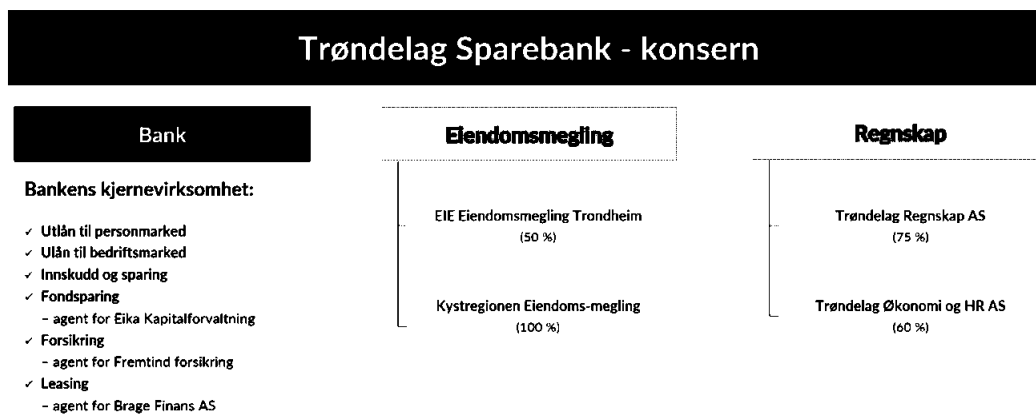 Trøndelag Sparebank - konsern
Bank
Bankens kjernevirksomhet:
✓ Utlån til personmarked
✓ Ulån til bedriftsmarked
✓ Innskudd og sparing
✓ Fondsparing
– agent for Eika Kapitalforvaltning
✓ Forsikring
– agent for Fremtind forsikring
✓ Leasing
– agent for Brage Finans AS
Eiendomsmegling
EIE Eiendomsmegling Trondheim
(50 %)
Kystregionen Eiendoms-megling
(100 %)
Regnskap
Trøndelag Regnskap AS
(75 %)
Trøndelag Økonomi og HR AS
(60 %)